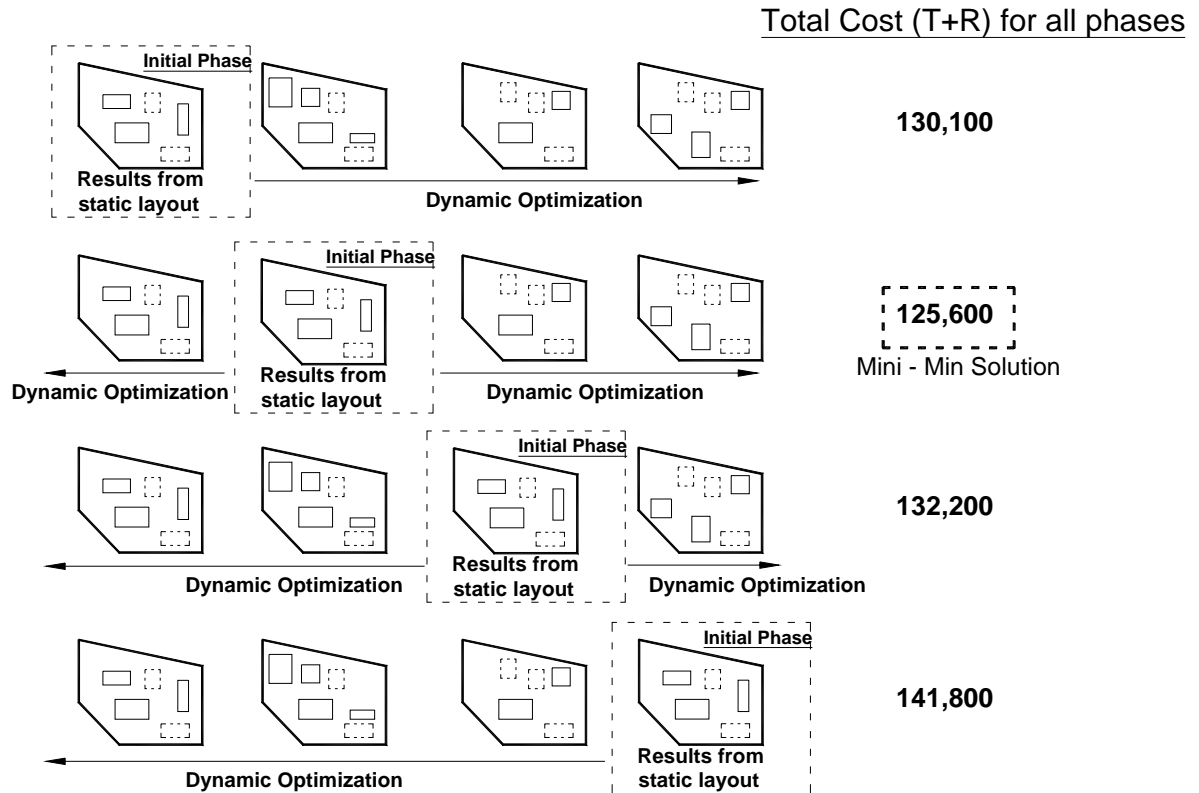 Total Cost (T+R) for all phases
Initial Phase
130,100
Results from
static layout
Dynamic Optimization
Initial Phase
125,600
Mini - Min Solution
Dynamic Optimization
Results from
static layout
Dynamic Optimization
Initial Phase
132,200
Results from
static layout
Dynamic Optimization
Dynamic Optimization
Initial Phase
141,800
Results from
static layout
Dynamic Optimization